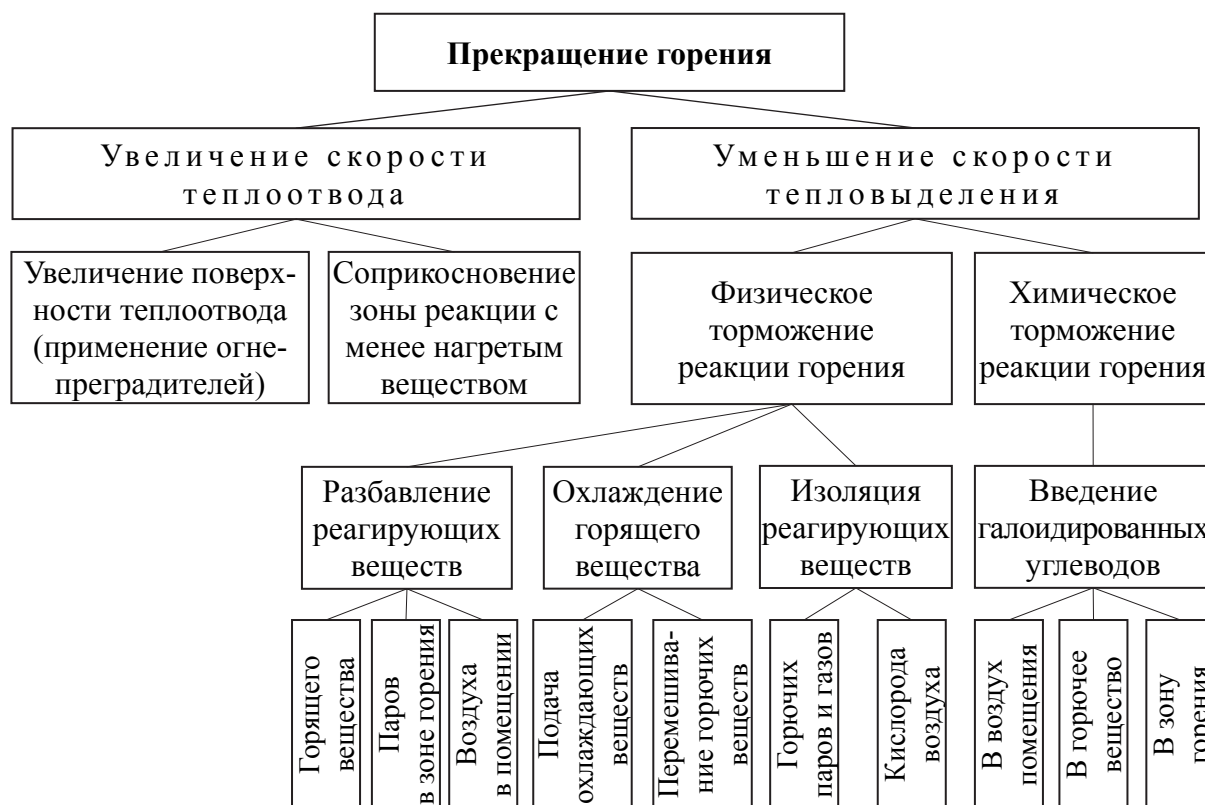 Прекращение горения
Увеличение скорости
теплоотвода
Уменьшение скорости
тепловыделения
Увеличение поверх-
ности теплоотвода
(применение огне-
преградителей)
Соприкосновение
зоны реакции с
менее нагретым
веществом
Физическое
торможение
реакции горения
Химическое
торможение
реакции горения
Разбавление
реагирующих
веществ
Охлаждение
горящего
вещества
Изоляция
реагирующих
веществ
Введение
галоидированных
углеводов
Горящего
вещества
Паров
в зоне горения
Воздуха
в помещении
Подача
охлаждающих
веществ
Перемешива-
ние горючих
веществ
Горючих
паров и газов
Кислорода
воздуха
В воздух
помещения
В горючее
вещество
В зону
горения